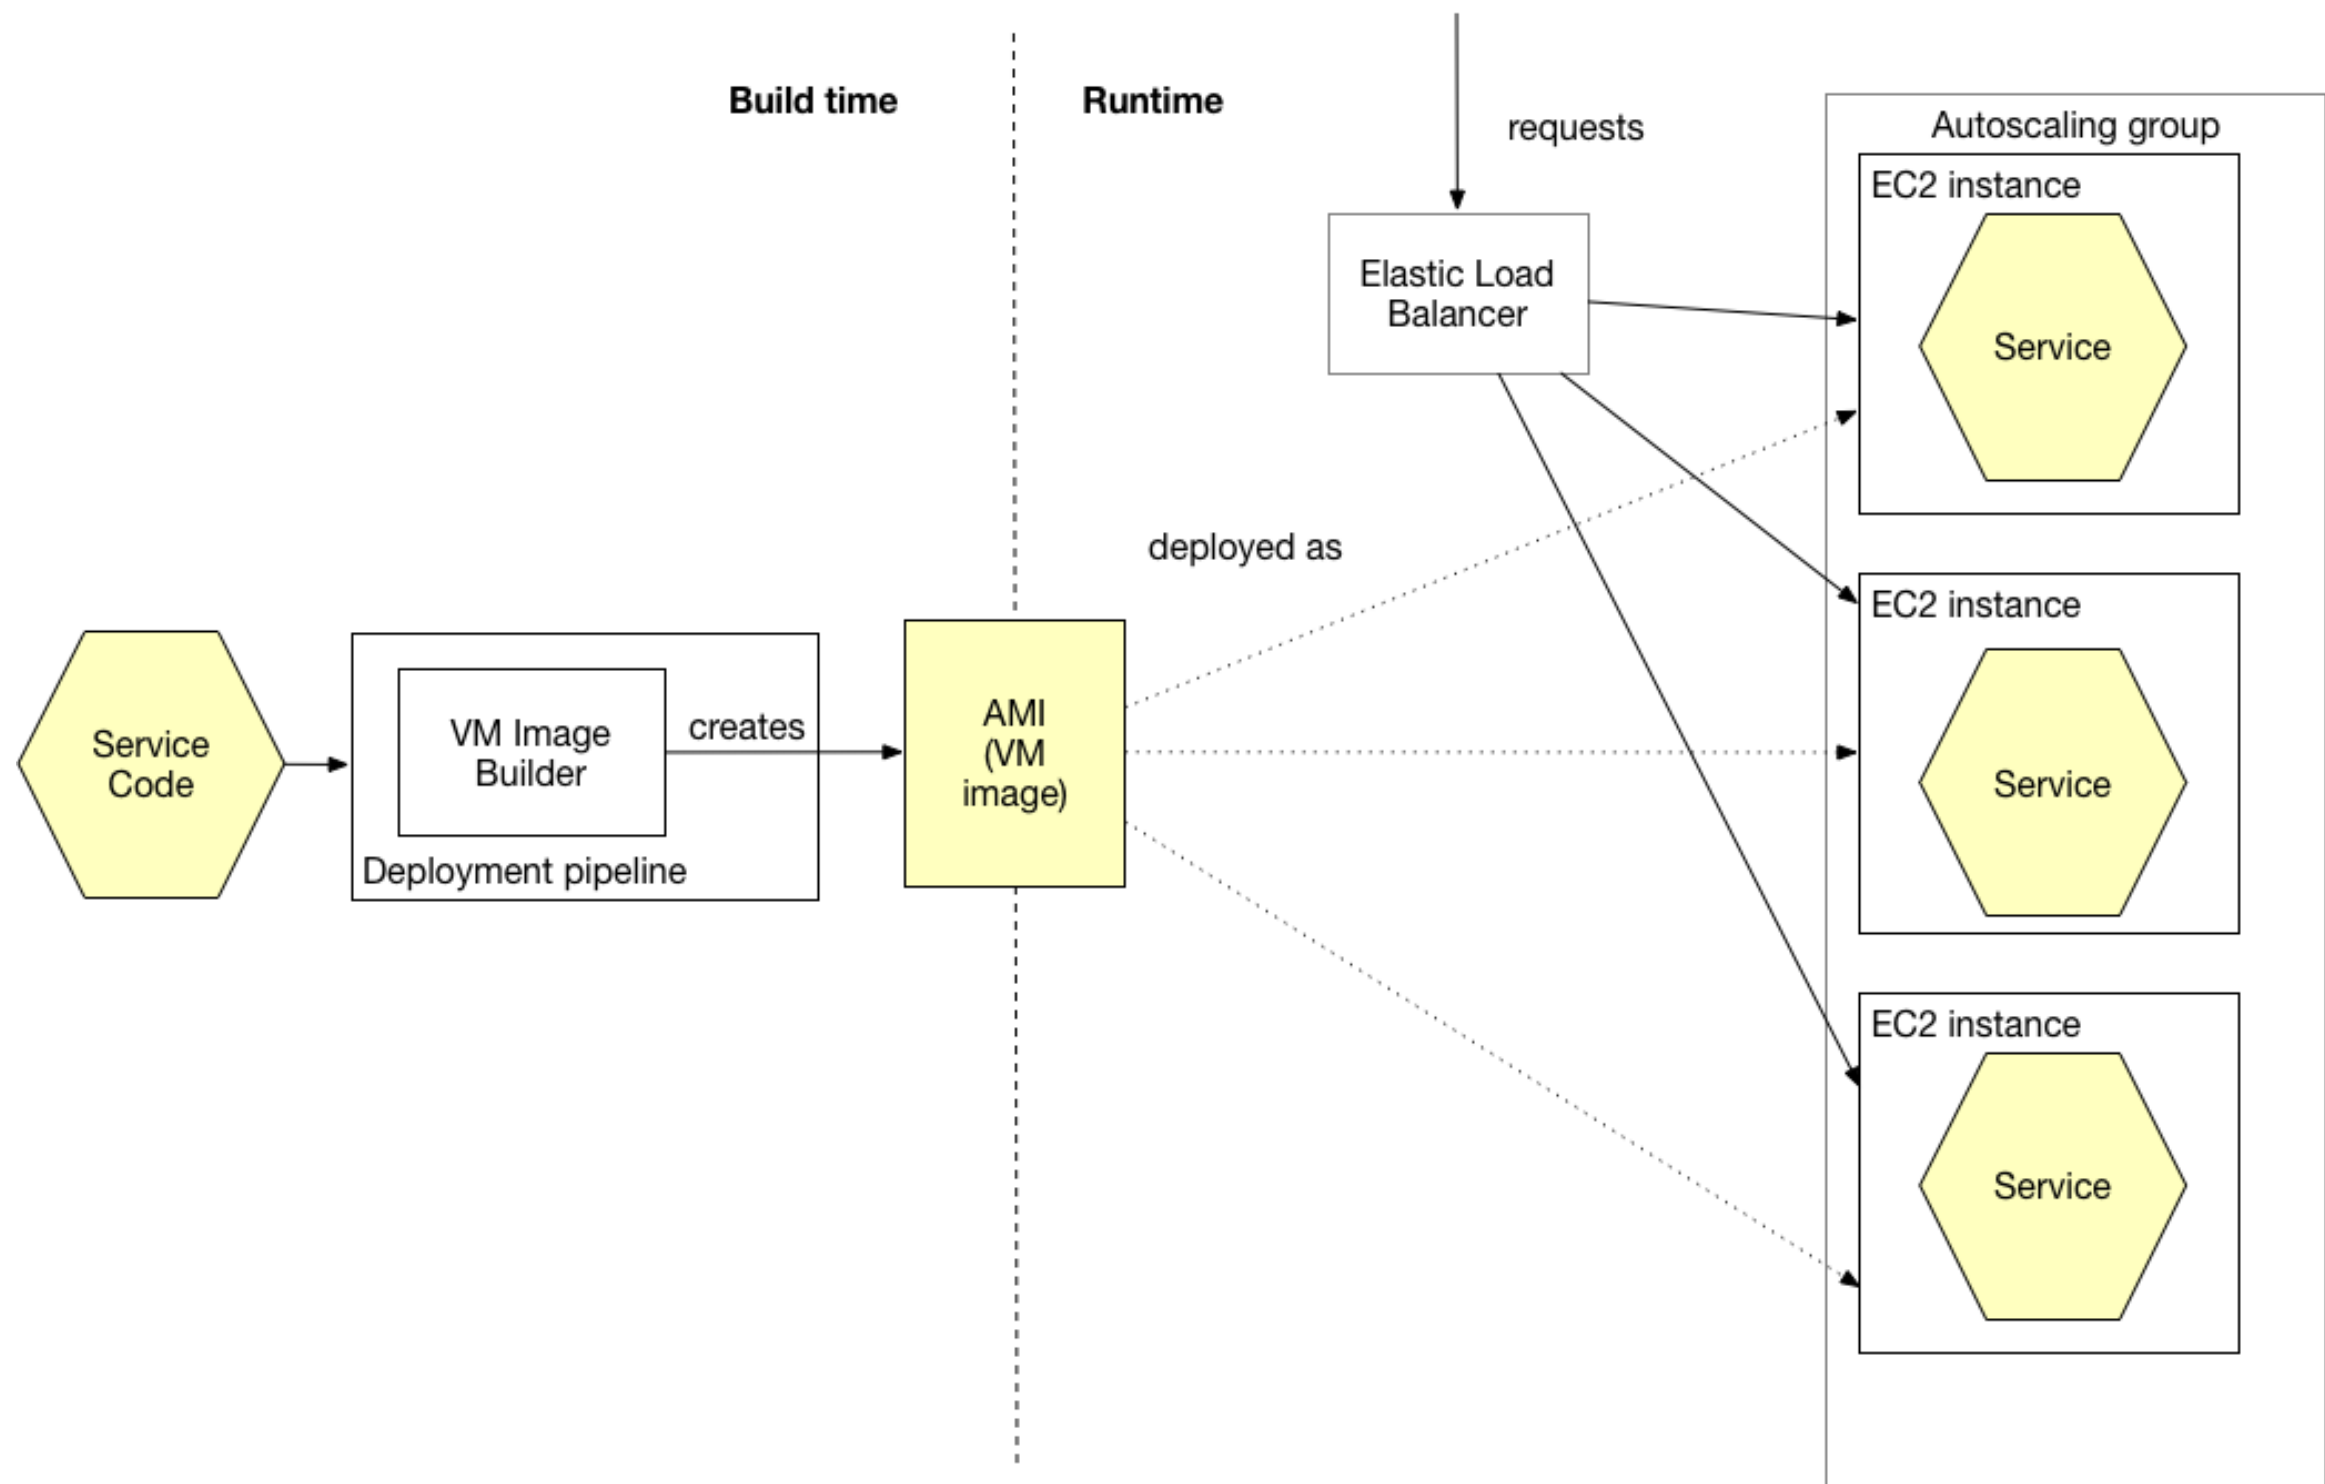 Build time
Runtime
requests
Autoscaling group
EC2 instance
Elastic Load
Balancer
Service
deployed as
EC2 instance
Service
Code
VM Image
Builder
creates
Deployment pipeline
AMI
(VM
image)
Service
EC2 instance
Service